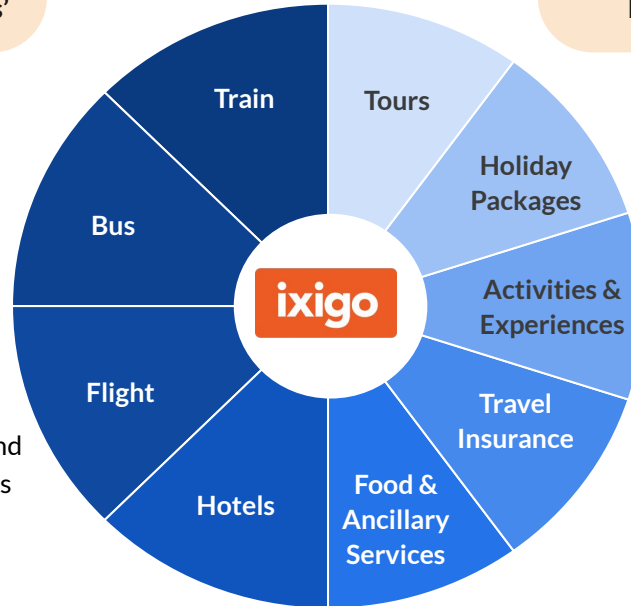 Train
Tours
Holiday
Packages
Bus
Activities &
Experiences
ixigo
Flight
Travel
Insurance
Hotels
Food &
Ancillary
Services